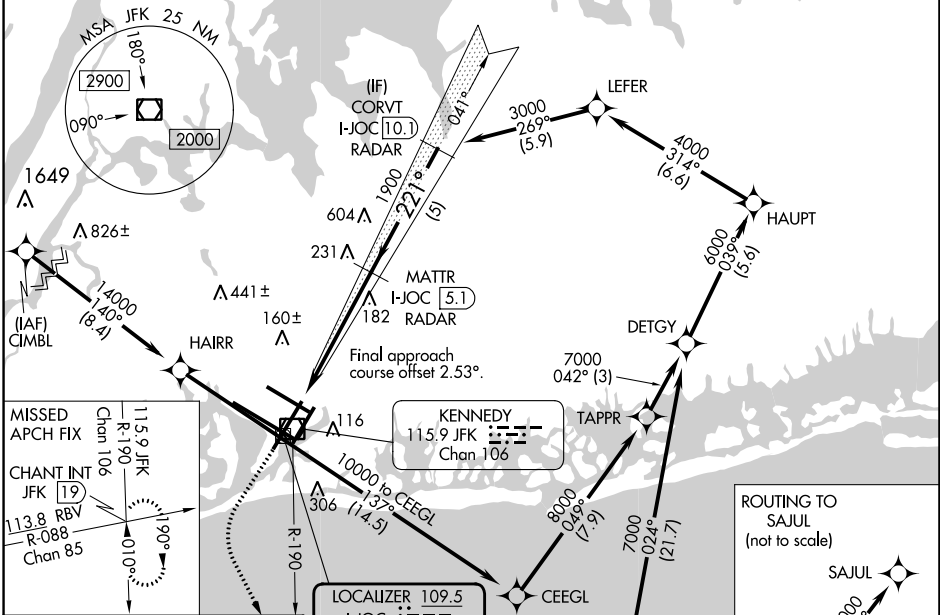 MSA JFK 25 NM
180°
2900
090°
2000
1649
826±
(IAF)
CIMBL
14000
140°
(8.4)
HAIRR
441±
160±
604
231
182
(IF)
CORVT
I-JOC 10.1
RADAR
041°
1900
221°
(5)
MATTR
I-JOC 5.1
RADAR
Final approach
course offset 2.53°.
3000
269°
(5.9)
LEFER
4000
314°
(6.6)
HAUPT
6000
039°
(5.6)
DETGY
7000
042° (3)
TAPPR
KENNEDY
115.9 JFK
Chan 106
116
306
10000 to CEEGL
137°
(14.5)
R-190
8000
049°
(7.9)
7000
024°
(21.7)
CEEGL
LOCALIZER 109.5
MISSED
APCH FIX
115.9 JFK
R-190
Chan 106
CHANT INT
JFK 19
113.8 RBV
R-088
Chan 85
190°
010°
ROUTING TO
SAJUL
(not to scale)
SAJUL